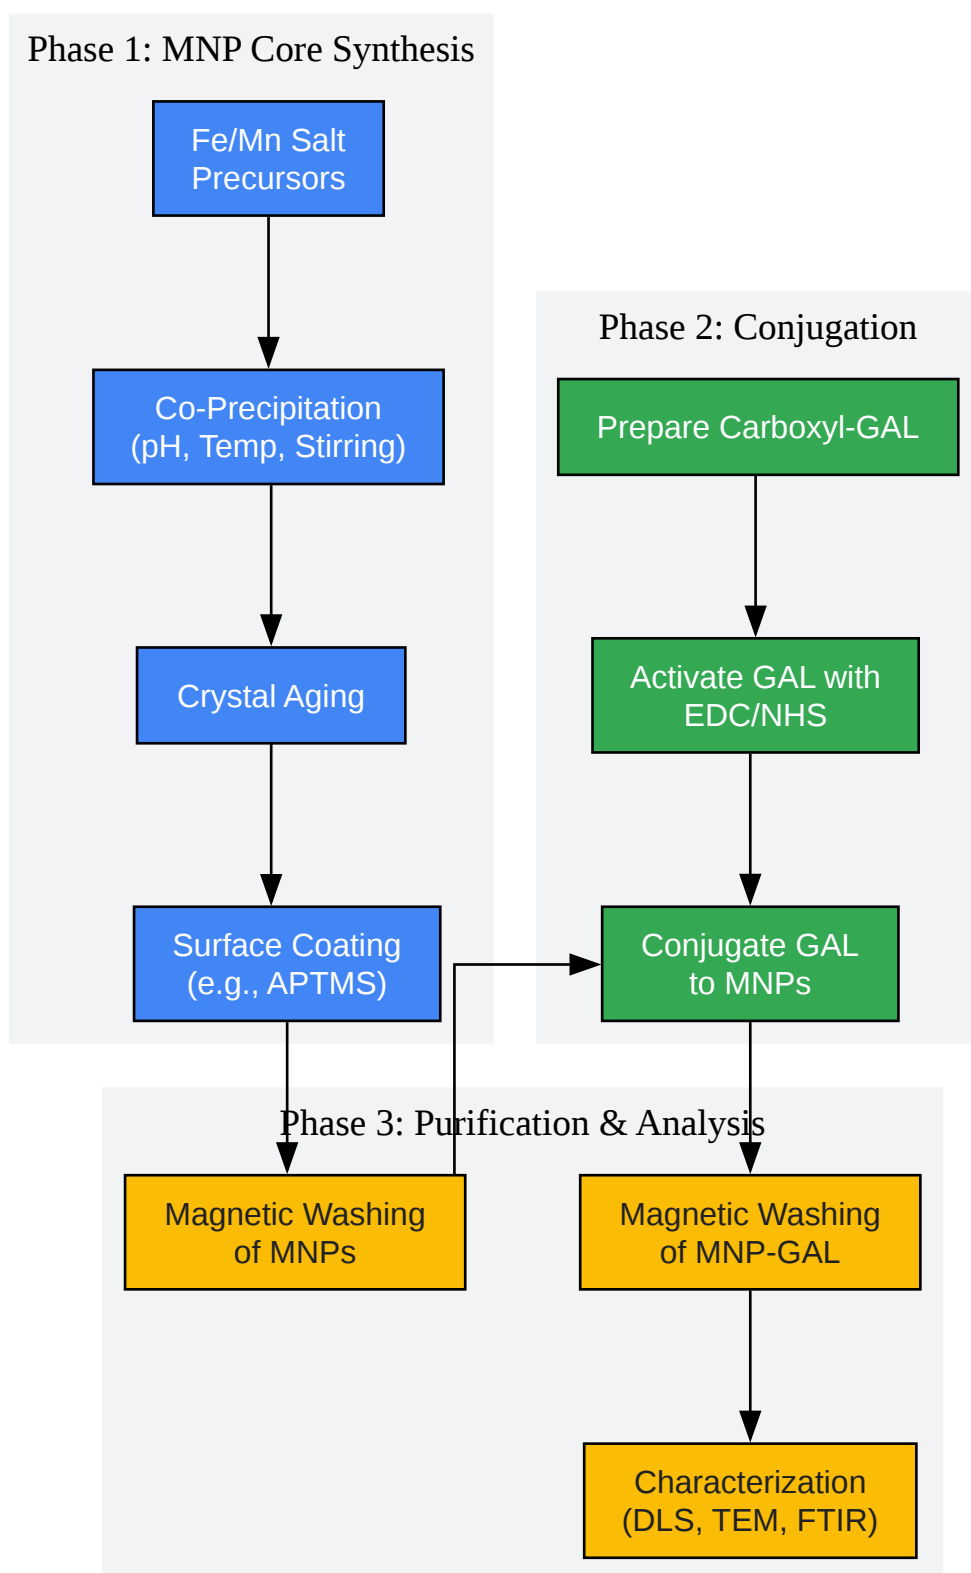 Phase 1: MNP Core Synthesis
Fe/Mn Salt
Precursors
Co-Precipitation
(pH, Temp, Stirring)
Crystal Aging
Surface Coating
(e.g., APTMS)
Phase 2: Conjugation
Prepare Carboxyl-GAL
Activate GAL with
EDC/NHS
Conjugate GAL
to MNPs
Phase 3: Purification & Analysis
Magnetic Washing
of MNPs
Magnetic Washing
of MNP-GAL
Characterization
(DLS, TEM, FTIR)